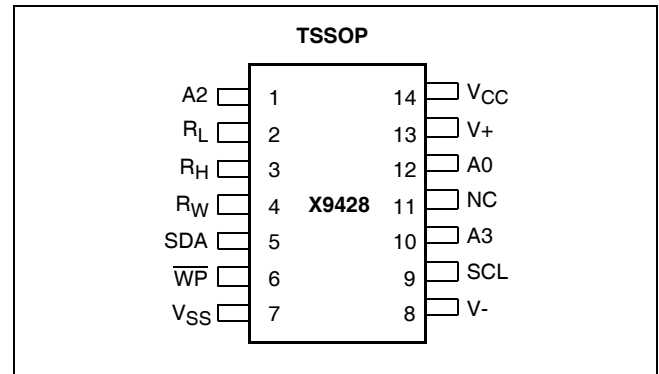 TSSOP
A2 1 14 VCC
RL 2 13 V+
RH 3 12 A0
RW 4 X9428 11 NC
SDA 5 10 A3
W̅P̅ 6 9 SCL
VSS 7 8 V-